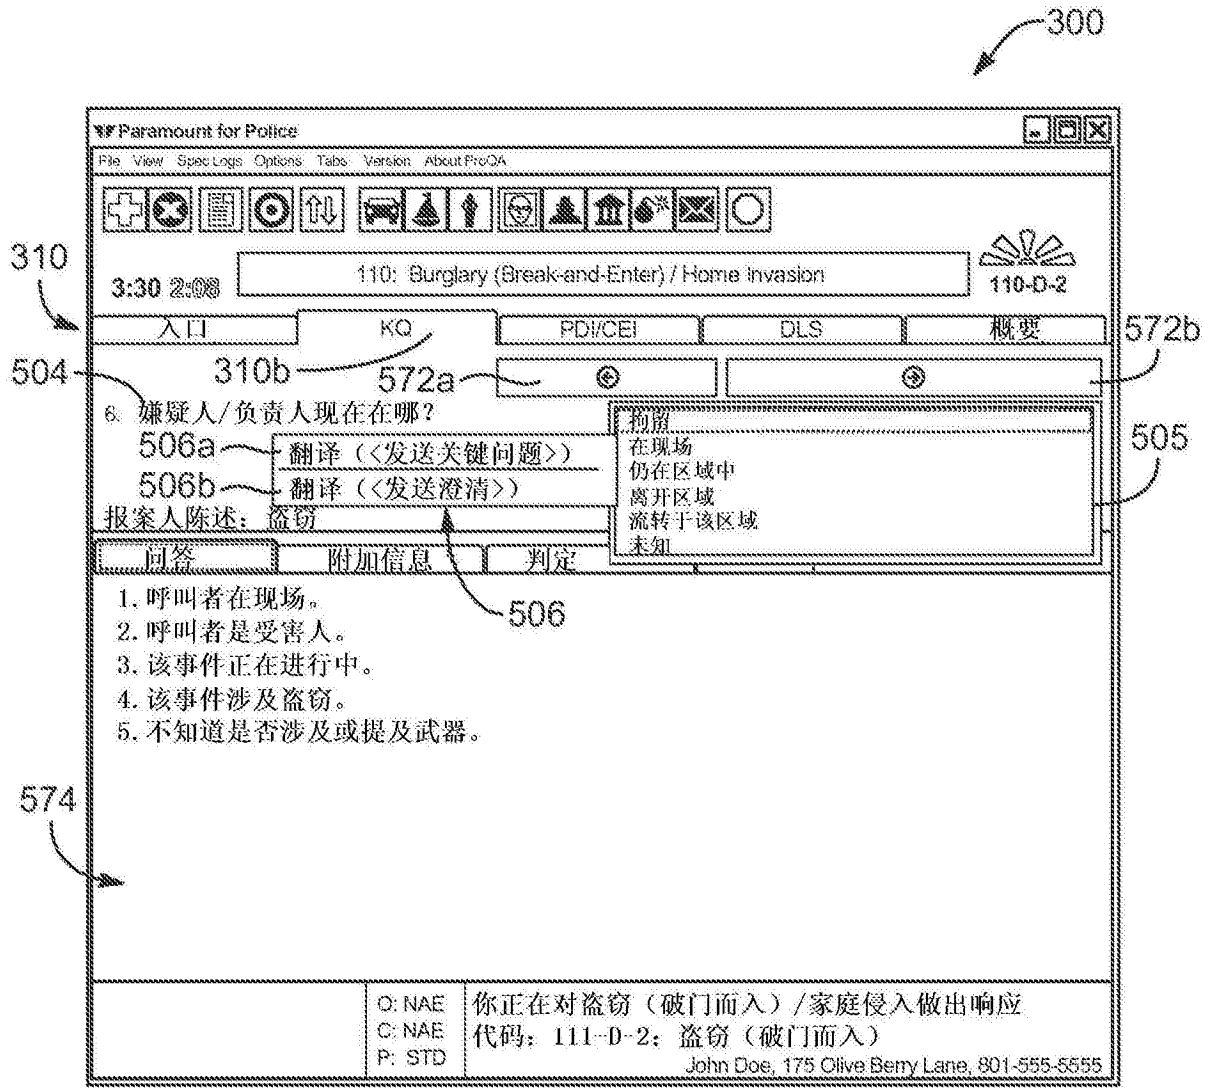 300
Paramount for Police
File View Spec Logs Options Tabs Version About ProQA
310
3:30 2:08
110: Burglary (Break-and-Enter) / Home Invasion
110-D-2
入口 KQ PDI/CEI DLS 概要
572b
504
310b
572a
6. 嫌疑人/负责人现在在哪？
506a
翻译（<发送关键问题>）
506b
翻译（<发送澄清>）
拘留
在现场
仍在区域中
离开区域
流转于该区域
未知
505
报案人陈述：盗窃
问答 附加信息 判定
506
1.呼叫者在现场。
2.呼叫者是受害人。
3.该事件正在进行中。
4.该事件涉及盗窃。
5.不知道是否涉及或提及武器。
574
O: NAE
C: NAE
P: STD
你正在对盗窃（破门而入）/家庭侵入做出响应
代码：111-D-2：盗窃（破门而入）
John Doe, 175 Olive Berry Lane, 801-555-5555